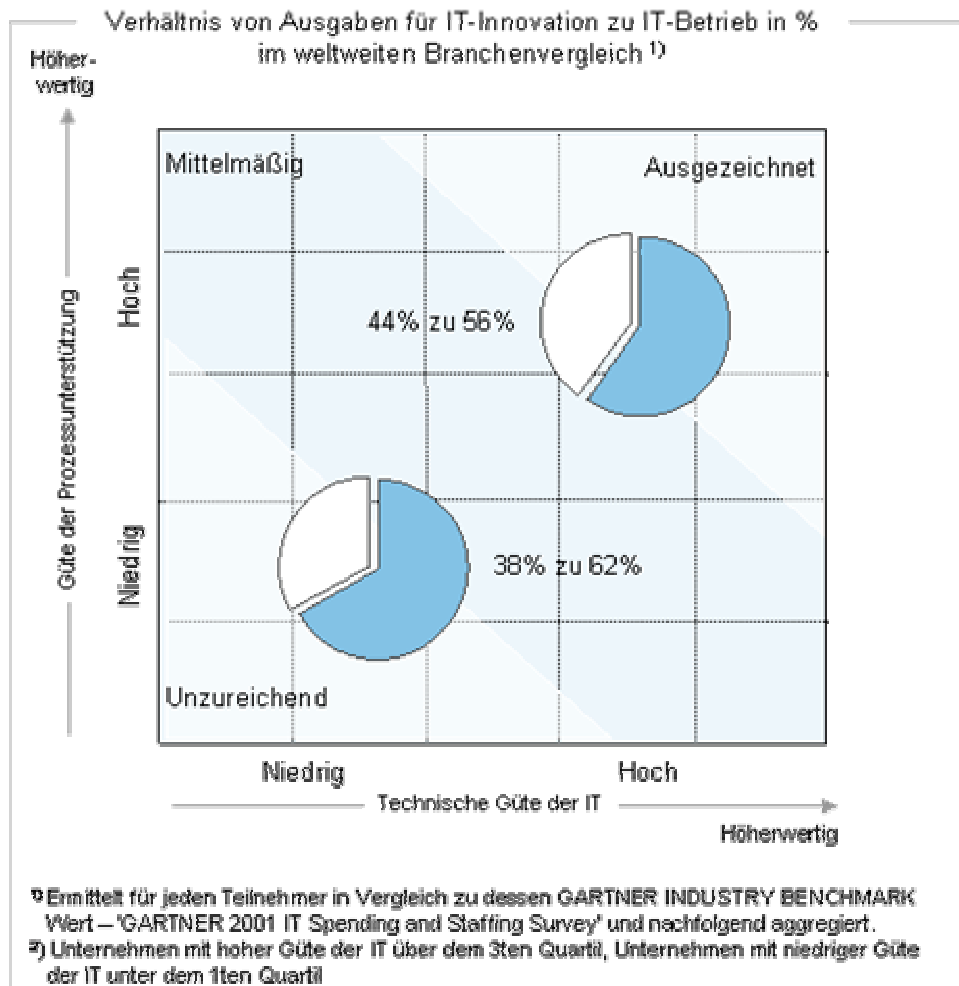 Verhältnis von Ausgaben für IT-Innovation zu IT-Betrieb in %
im weltweiten Branchenvergleich ¹⁾
Höher-
wertig
Mittelmäßig
Ausgezeichnet
Hoch
44% zu 56%
Güte der Prozessunterstützung
Niedrig
38% zu 62%
Unzureichend
Niedrig
Hoch
Technische Güte der IT
Höherwertig
¹⁾ Ermittelt für jeden Teilnehmer in Vergleich zu dessen GARTNER INDUSTRY BENCHMARK
Wert – 'GARTNER 2001 IT Spending and Staffing Survey' und nachfolgend aggregiert.
²⁾ Unternehmen mit hoher Güte der IT über dem 3ten Quartil, Unternehmen mit niedriger Güte
der IT unter dem 1ten Quartil